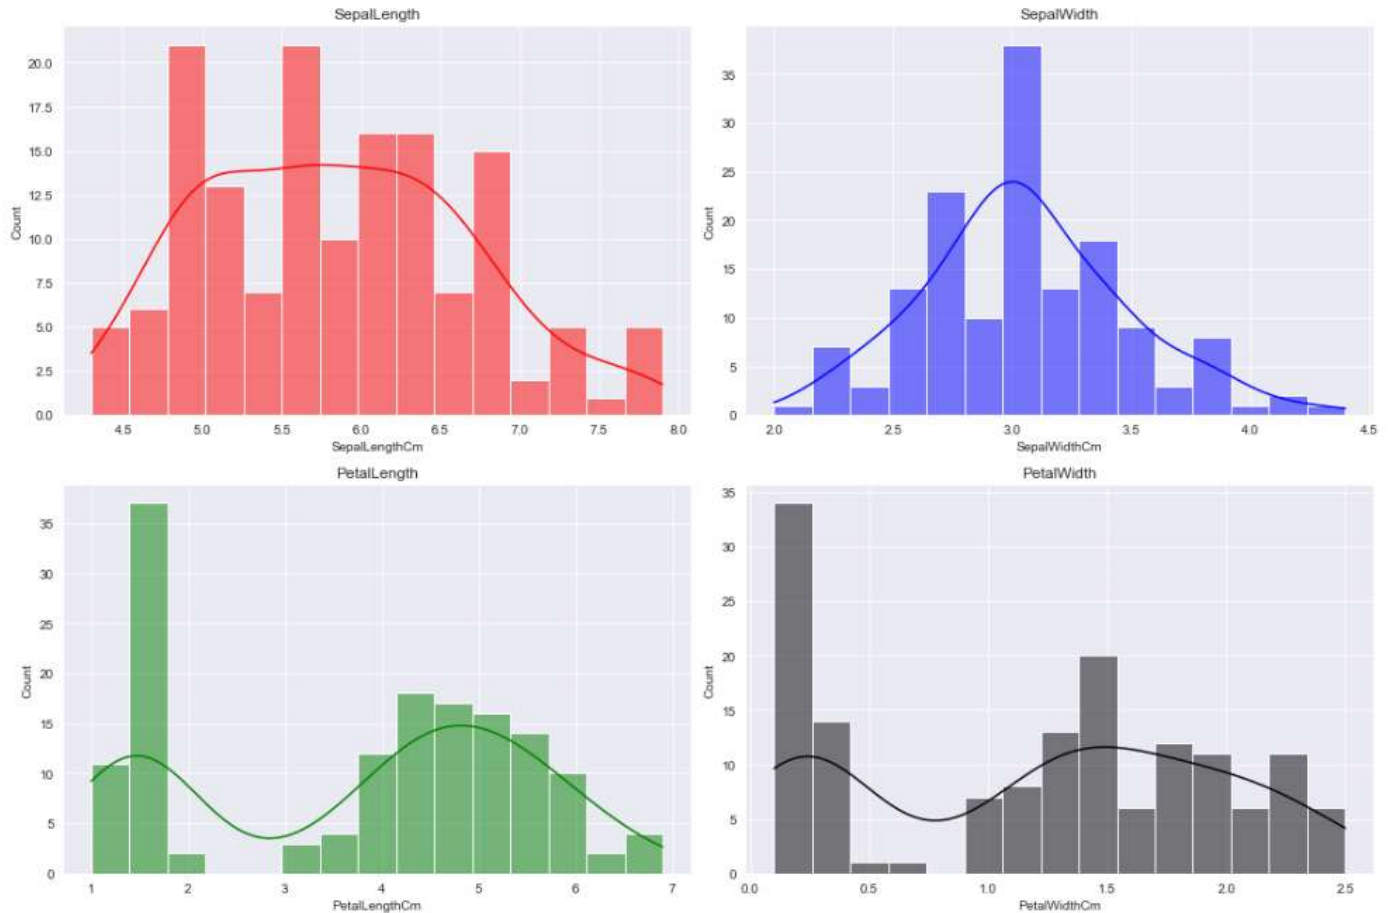 SepalLength
20.0
17.5
15.0
12.5
10.0
7.5
5.0
2.5
0.0
Count
4.5 5.0 5.5 6.0 6.5 7.0 7.5 8.0
SepalLengthCm
SepalWidth
35
30
25
20
15
10
5
0
Count
2.0 2.5 3.0 3.5 4.0 4.5
SepalWidthCm
PetalLength
35
30
25
20
15
10
5
0
Count
1 2 3 4 5 6 7
PetalLengthCm
PetalWidth
35
30
25
20
15
10
5
0
Count
0.0 0.5 1.0 1.5 2.0 2.5
PetalWidthCm